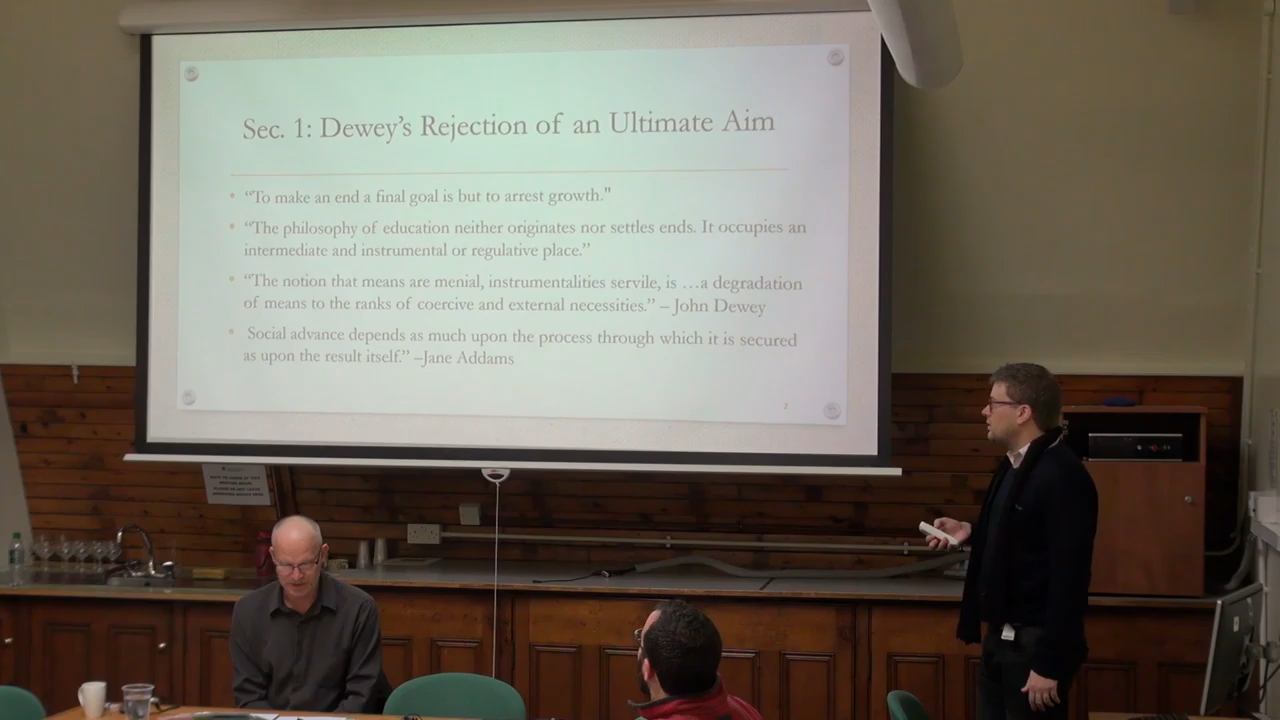 Sec. 1: Dewey's Rejection of an Ultimate Aim
• “To make an end a final goal is but to arrest growth."
• “The philosophy of education neither originates nor settles ends. It occupies an
intermediate and instrumental or regulative place.”
• “The notion that means are menial, instrumentalities servile, is …a degradation
of means to the ranks of coercive and external necessities.” – John Dewey
• Social advance depends as much upon the process through which it is secured
as upon the result itself.” –Jane Addams
2